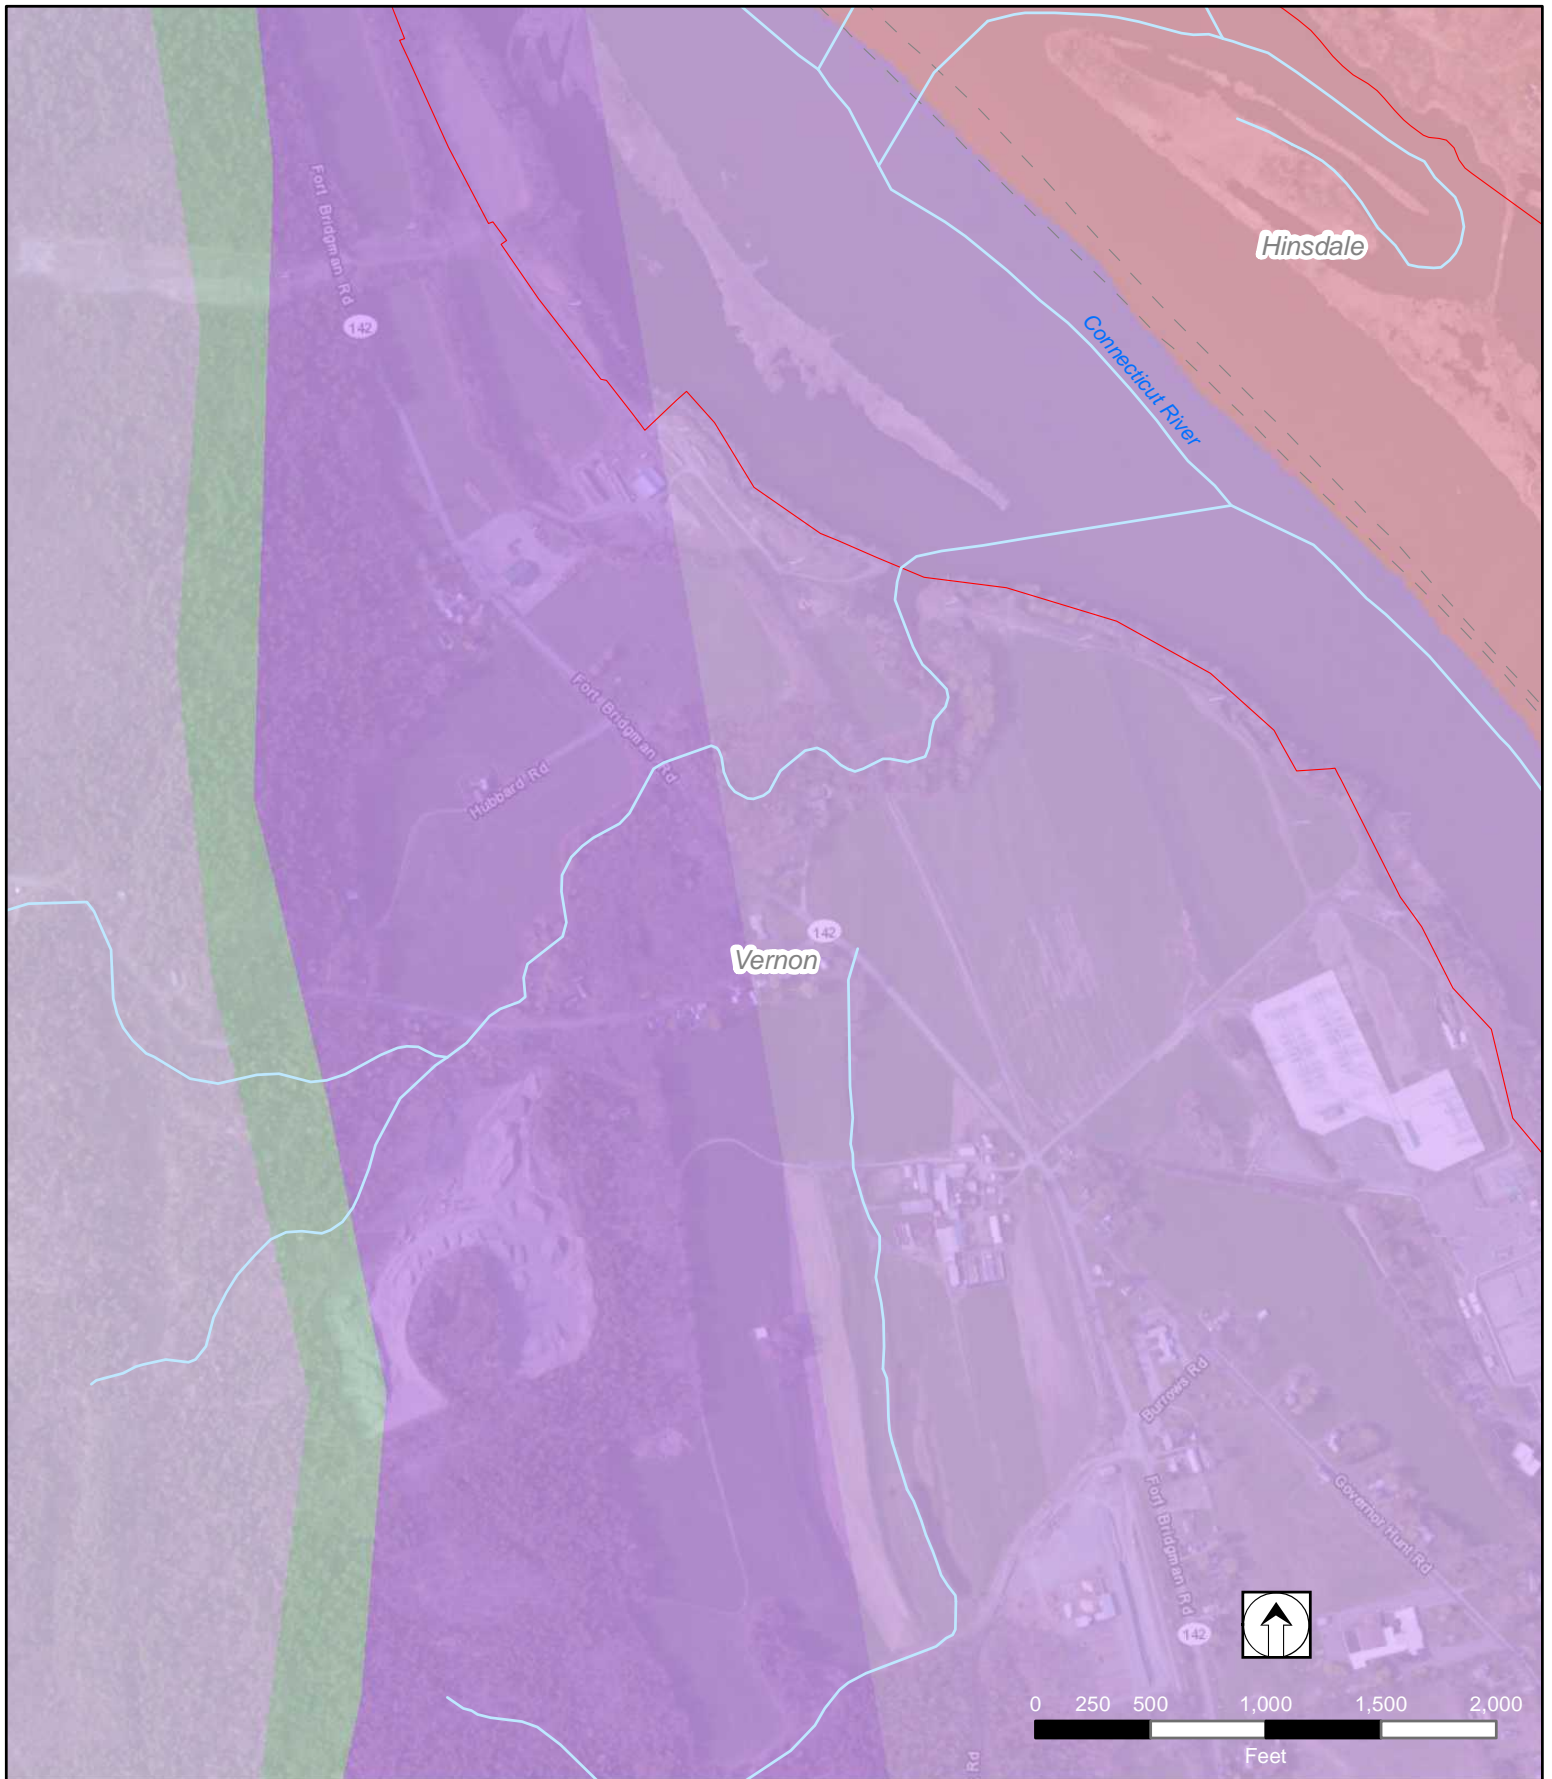 Fort Bridgman Rd
142
Hinsdale
Connecticut River
Fort Bridgman Rd
Hubbard Rd
142
Vernon
Burrows Rd
Fort Bridgman Rd
Governor Hunt Rd
142
0 250 500 1,000 1,500 2,000
Feet
Rd